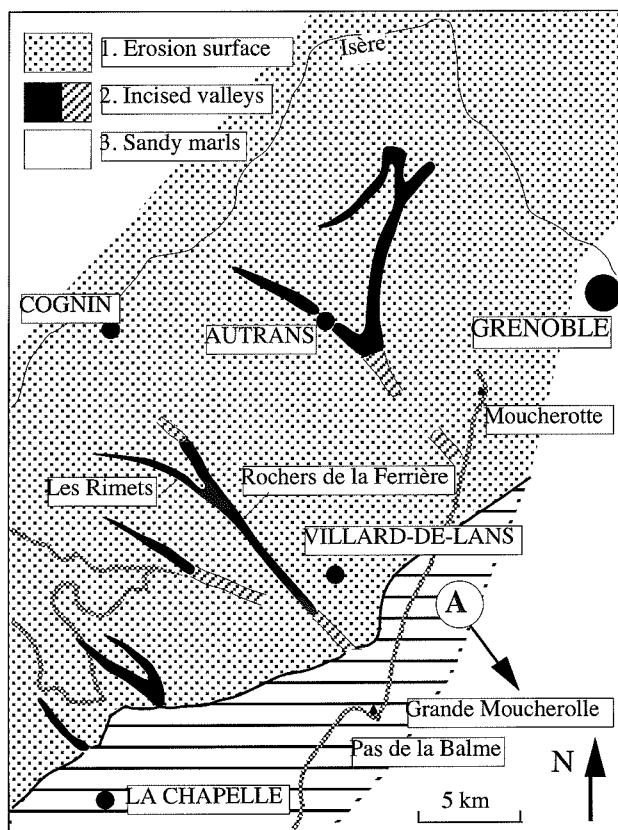 1. Erosion surface
2. Incised valleys
3. Sandy marls
Isère
COGNIN
AUTRANS
GRENOBLE
Moucherotte
Les Rimets
Rochers de la Ferrière
VILLARD-DE-LANS
A
Grande Moucherolle
Pas de la Balme
N
LA CHAPELLE
5 km